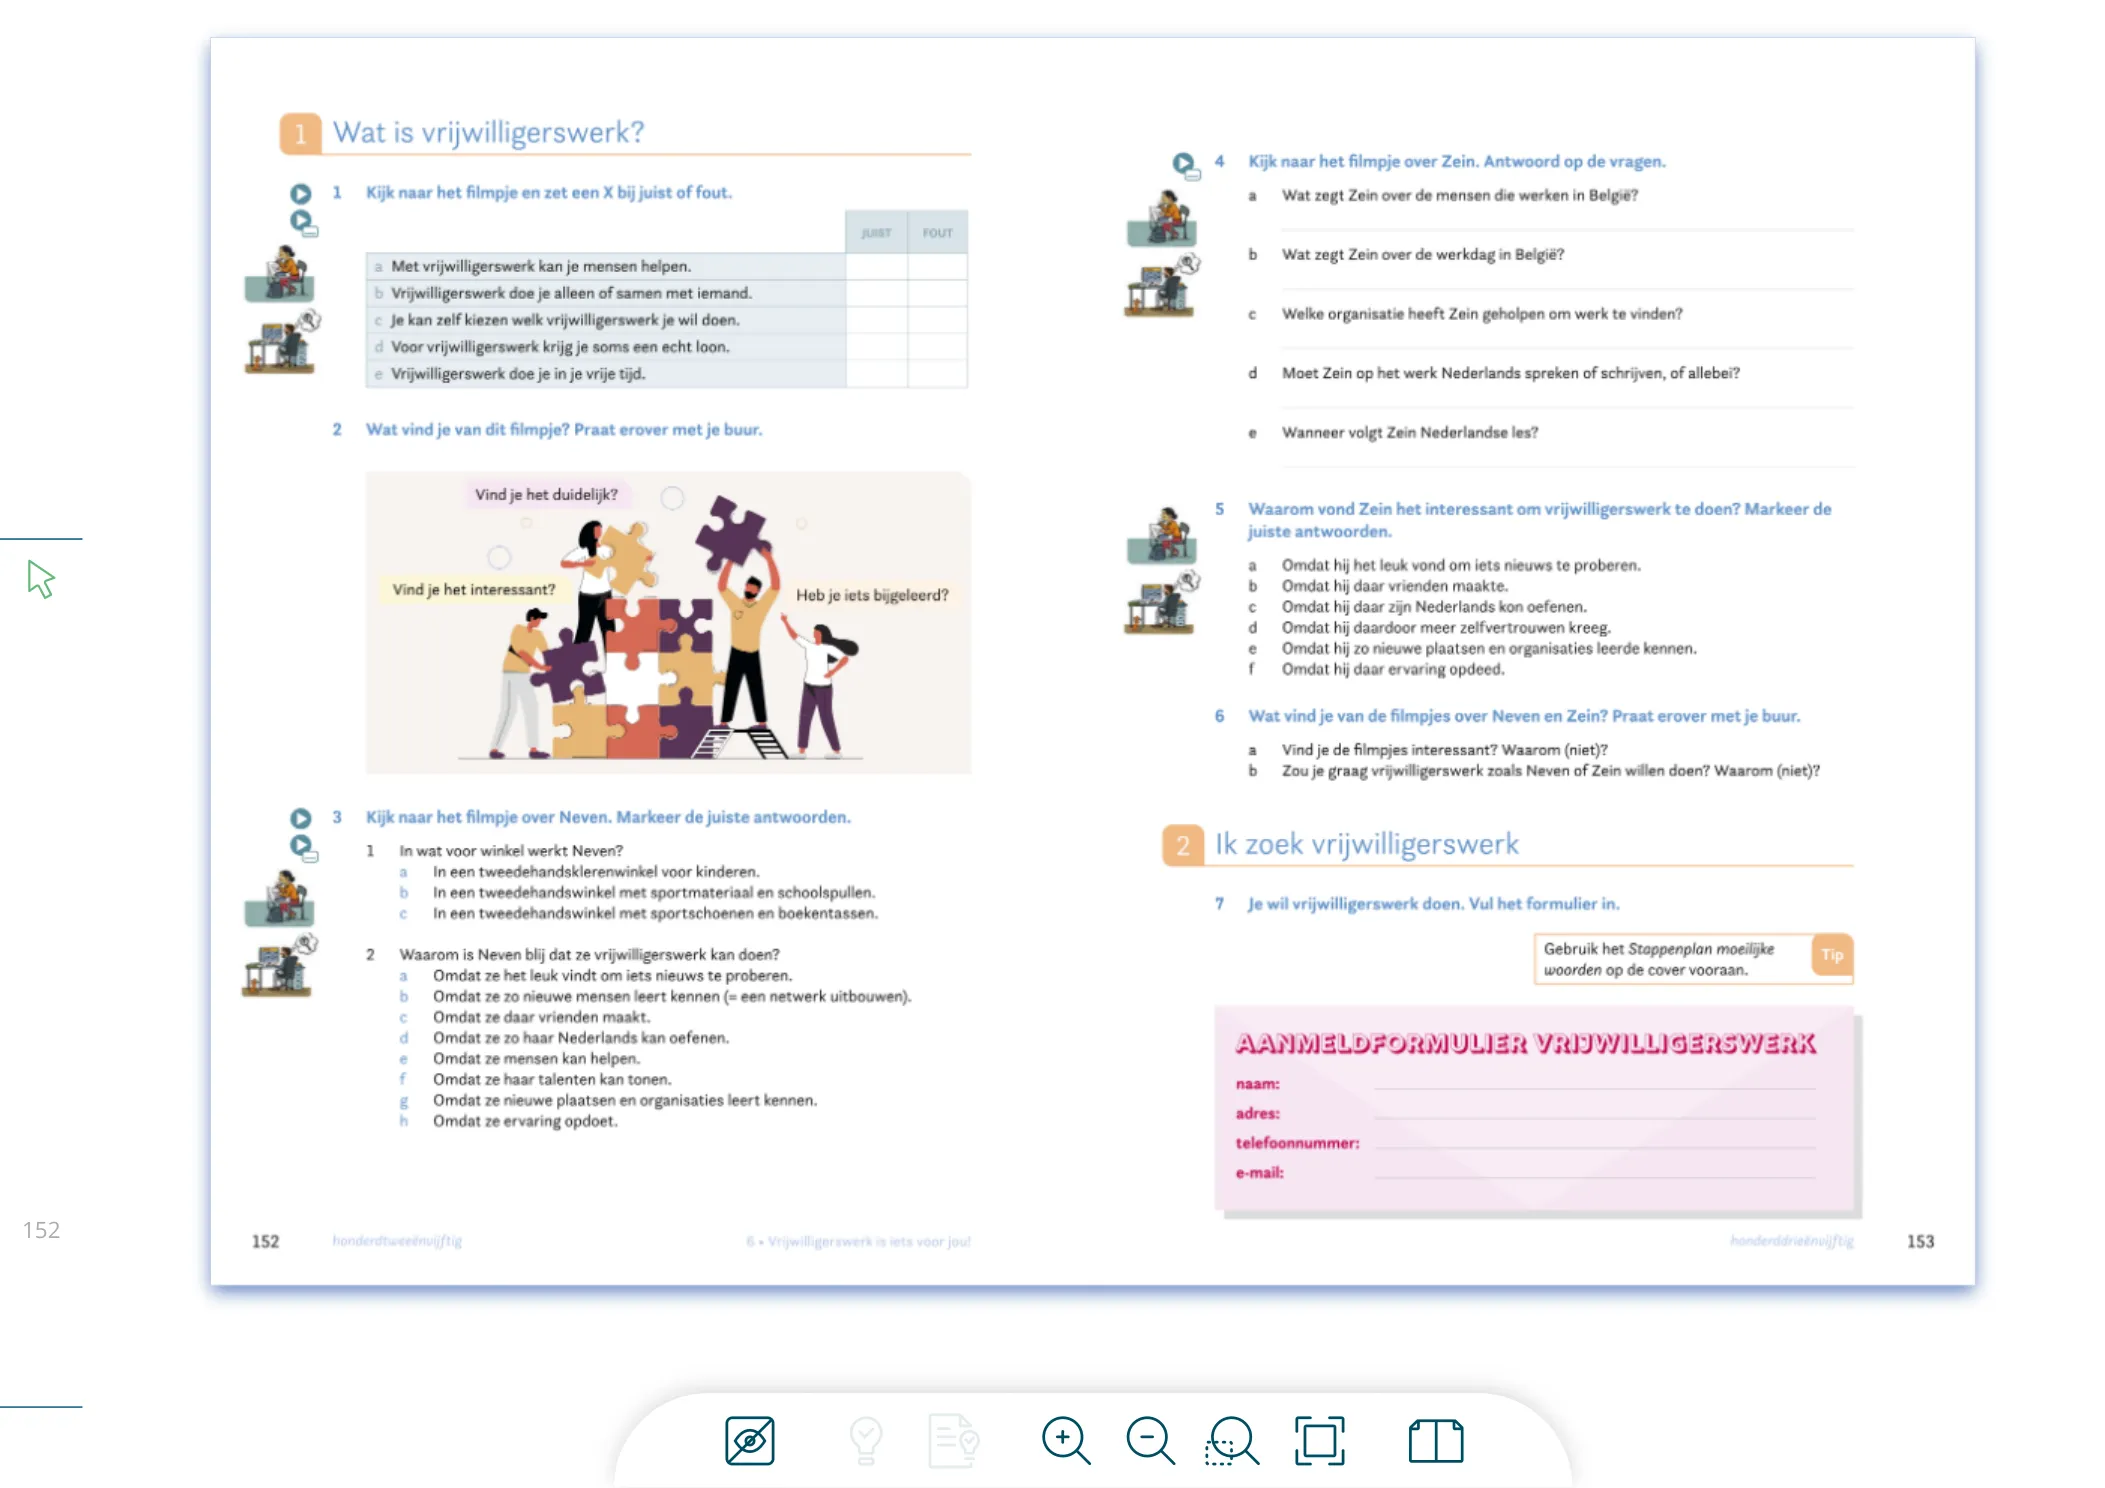 1 Wat is vrijwilligerswerk?
1 Kijk naar het filmpje en zet een X bij juist of fout.
JUIST FOUT
a Met vrijwilligerswerk kan je mensen helpen.
b Vrijwilligerswerk doe je alleen of samen met iemand.
c Je kan zelf kiezen welk vrijwilligerswerk je wil doen.
d Voor vrijwilligerswerk krijg je soms een echt loon.
e Vrijwilligerswerk doe je in je vrije tijd.
2 Wat vind je van dit filmpje? Praat erover met je buur.
Vind je het duidelijk?
Vind je het interessant?
Heb je iets bijgeleerd?
3 Kijk naar het filmpje over Neven. Markeer de juiste antwoorden.
1 In wat voor winkel werkt Neven?
a In een tweedehandsklerenwinkel voor kinderen.
b In een tweedehandswinkel met sportmateriaal en schoolspullen.
c In een tweedehandswinkel met sportschoenen en boekentassen.
2 Waarom is Neven blij dat ze vrijwilligerswerk kan doen?
a Omdat ze het leuk vindt om iets nieuws te proberen.
b Omdat ze zo nieuwe mensen leert kennen (= een netwerk uitbouwen).
c Omdat ze daar vrienden maakt.
d Omdat ze zo haar Nederlands kan oefenen.
e Omdat ze mensen kan helpen.
f Omdat ze haar talenten kan tonen.
g Omdat ze nieuwe plaatsen en organisaties leert kennen.
h Omdat ze ervaring opdoet.
152 honderdtweeënvijftig 6 • Vrijwilligerswerk is iets voor jou!
4 Kijk naar het filmpje over Zein. Antwoord op de vragen.
a Wat zegt Zein over de mensen die werken in België?
b Wat zegt Zein over de werkdag in België?
c Welke organisatie heeft Zein geholpen om werk te vinden?
d Moet Zein op het werk Nederlands spreken of schrijven, of allebei?
e Wanneer volgt Zein Nederlandse les?
5 Waarom vond Zein het interessant om vrijwilligerswerk te doen? Markeer de
juiste antwoorden.
a Omdat hij het leuk vond om iets nieuws te proberen.
b Omdat hij daar vrienden maakte.
c Omdat hij daar zijn Nederlands kon oefenen.
d Omdat hij daardoor meer zelfvertrouwen kreeg.
e Omdat hij zo nieuwe plaatsen en organisaties leerde kennen.
f Omdat hij daar ervaring opdeed.
6 Wat vind je van de filmpjes over Neven en Zein? Praat erover met je buur.
a Vind je de filmpjes interessant? Waarom (niet)?
b Zou je graag vrijwilligerswerk zoals Neven of Zein willen doen? Waarom (niet)?
2 Ik zoek vrijwilligerswerk
7 Je wil vrijwilligerswerk doen. Vul het formulier in.
Gebruik het Stappenplan moeilijke
woorden op de cover vooraan.
Tip
AANMELDFORMULIER VRIJWILLIGERSWERK
naam:
adres:
telefoonnummer:
e-mail:
honderddrieënvijftig 153
152